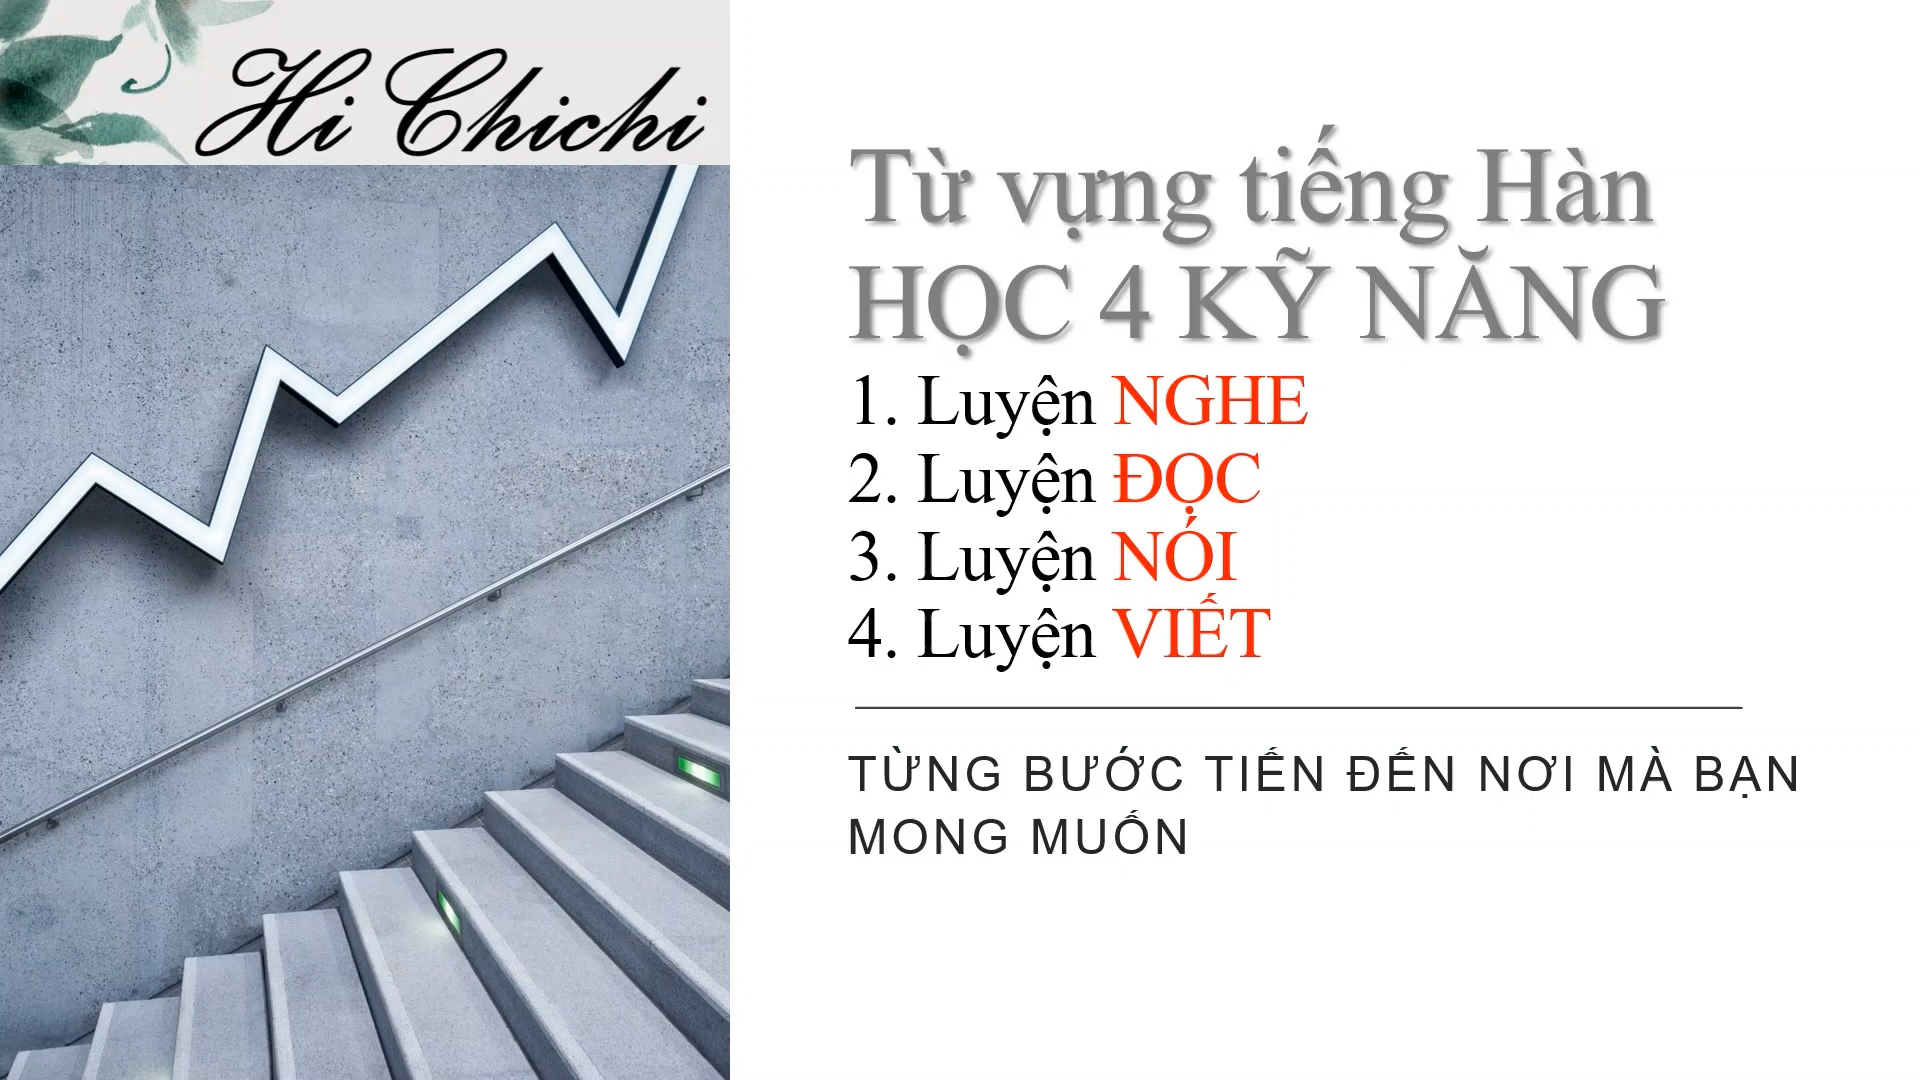 Hi Chichi
Từ vựng tiếng Hàn
HỌC 4 KỸ NĂNG
1. Luyện NGHE
2. Luyện ĐỌC
3. Luyện NÓI
4. Luyện VIẾT
TỪNG BƯỚC TIẾN ĐẾN NƠI MÀ BẠN
MONG MUỐN